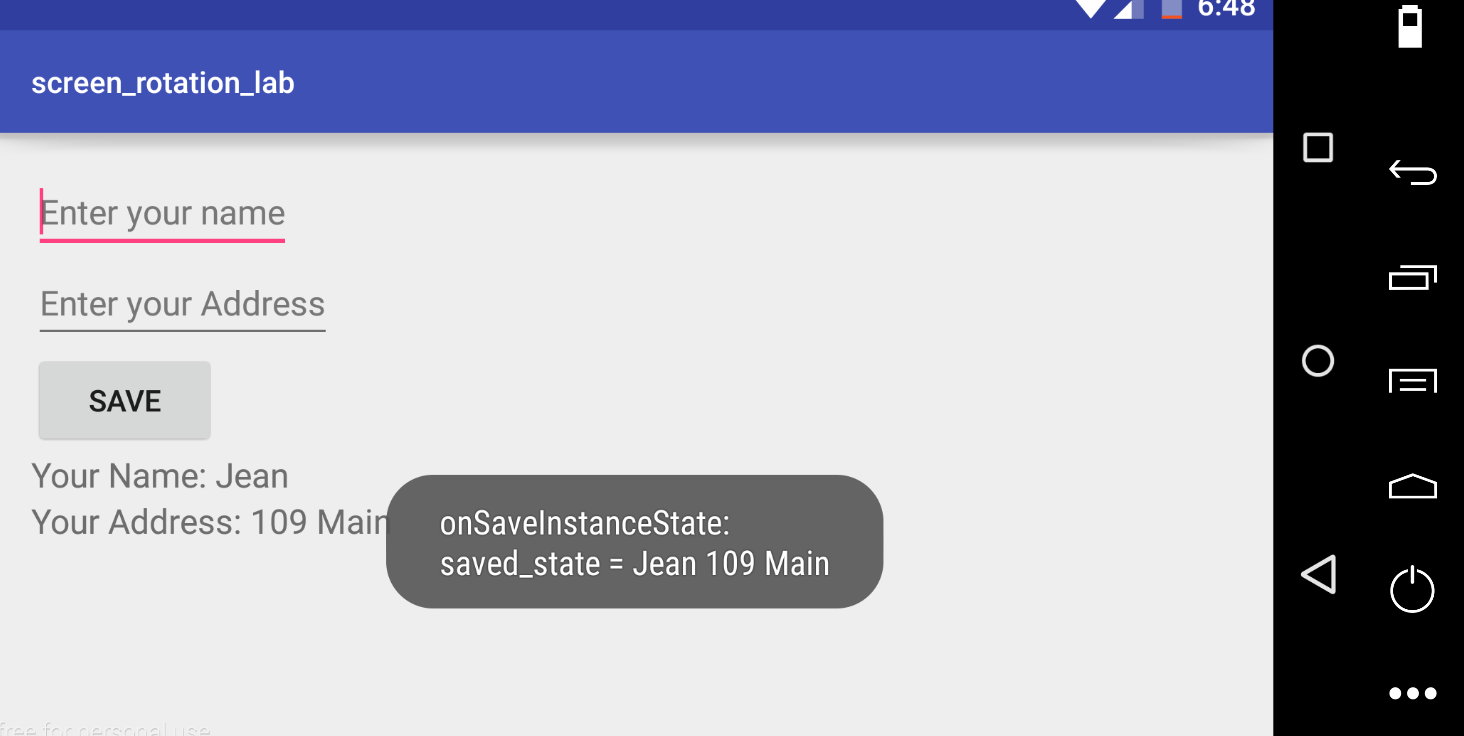 6:48
screen_rotation_lab
Enter your name
Enter your Address
SAVE
Your Name: Jean
Your Address: 109 Main
onSaveInstanceState:
saved_state = Jean 109 Main
free for personal use